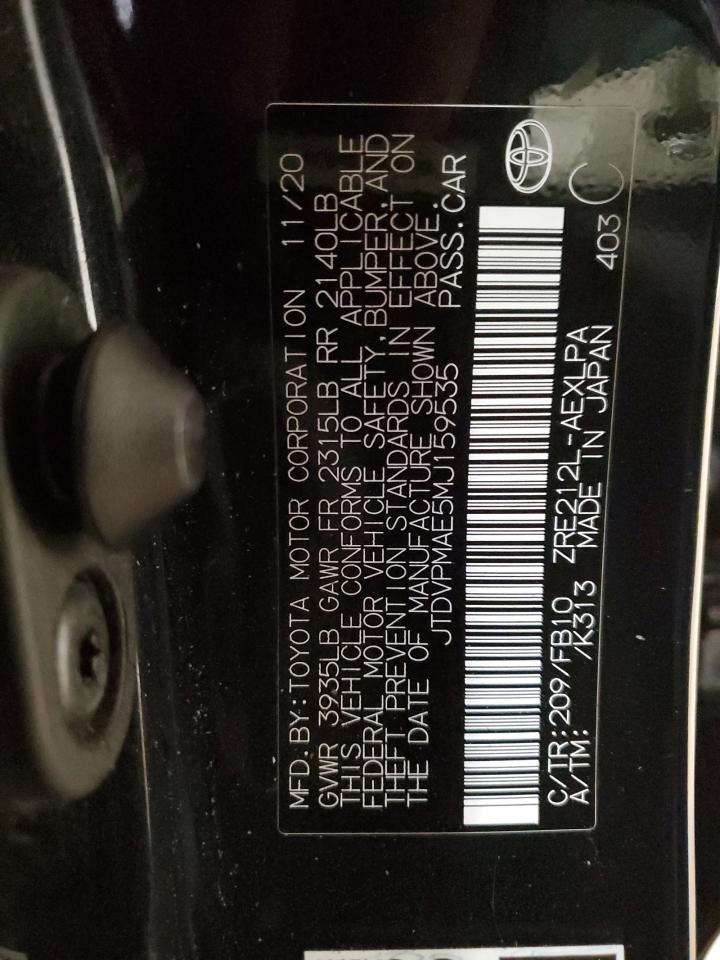 MFD.BY:TOYOTA MOTOR CORPORATION 11/20
GVWR 3935LB GAWR FR 2315LB RR 2140LB
THIS VEHICLE CONFORMS TO ALL APPLICABLE
FEDERAL MOTOR VEHICLE SAFETY,BUMPER,AND
THEFT PREVENTION STANDARDS IN EFFECT ON
THE DATE OF MANUFACTURE SHOWN ABOVE.
JTDVPMAE5MJ159535 PASS.CAR
C/TR:209/FB10 ZRE212L-AEXLPA 403 C
A/TM: /K313 MADE IN JAPAN